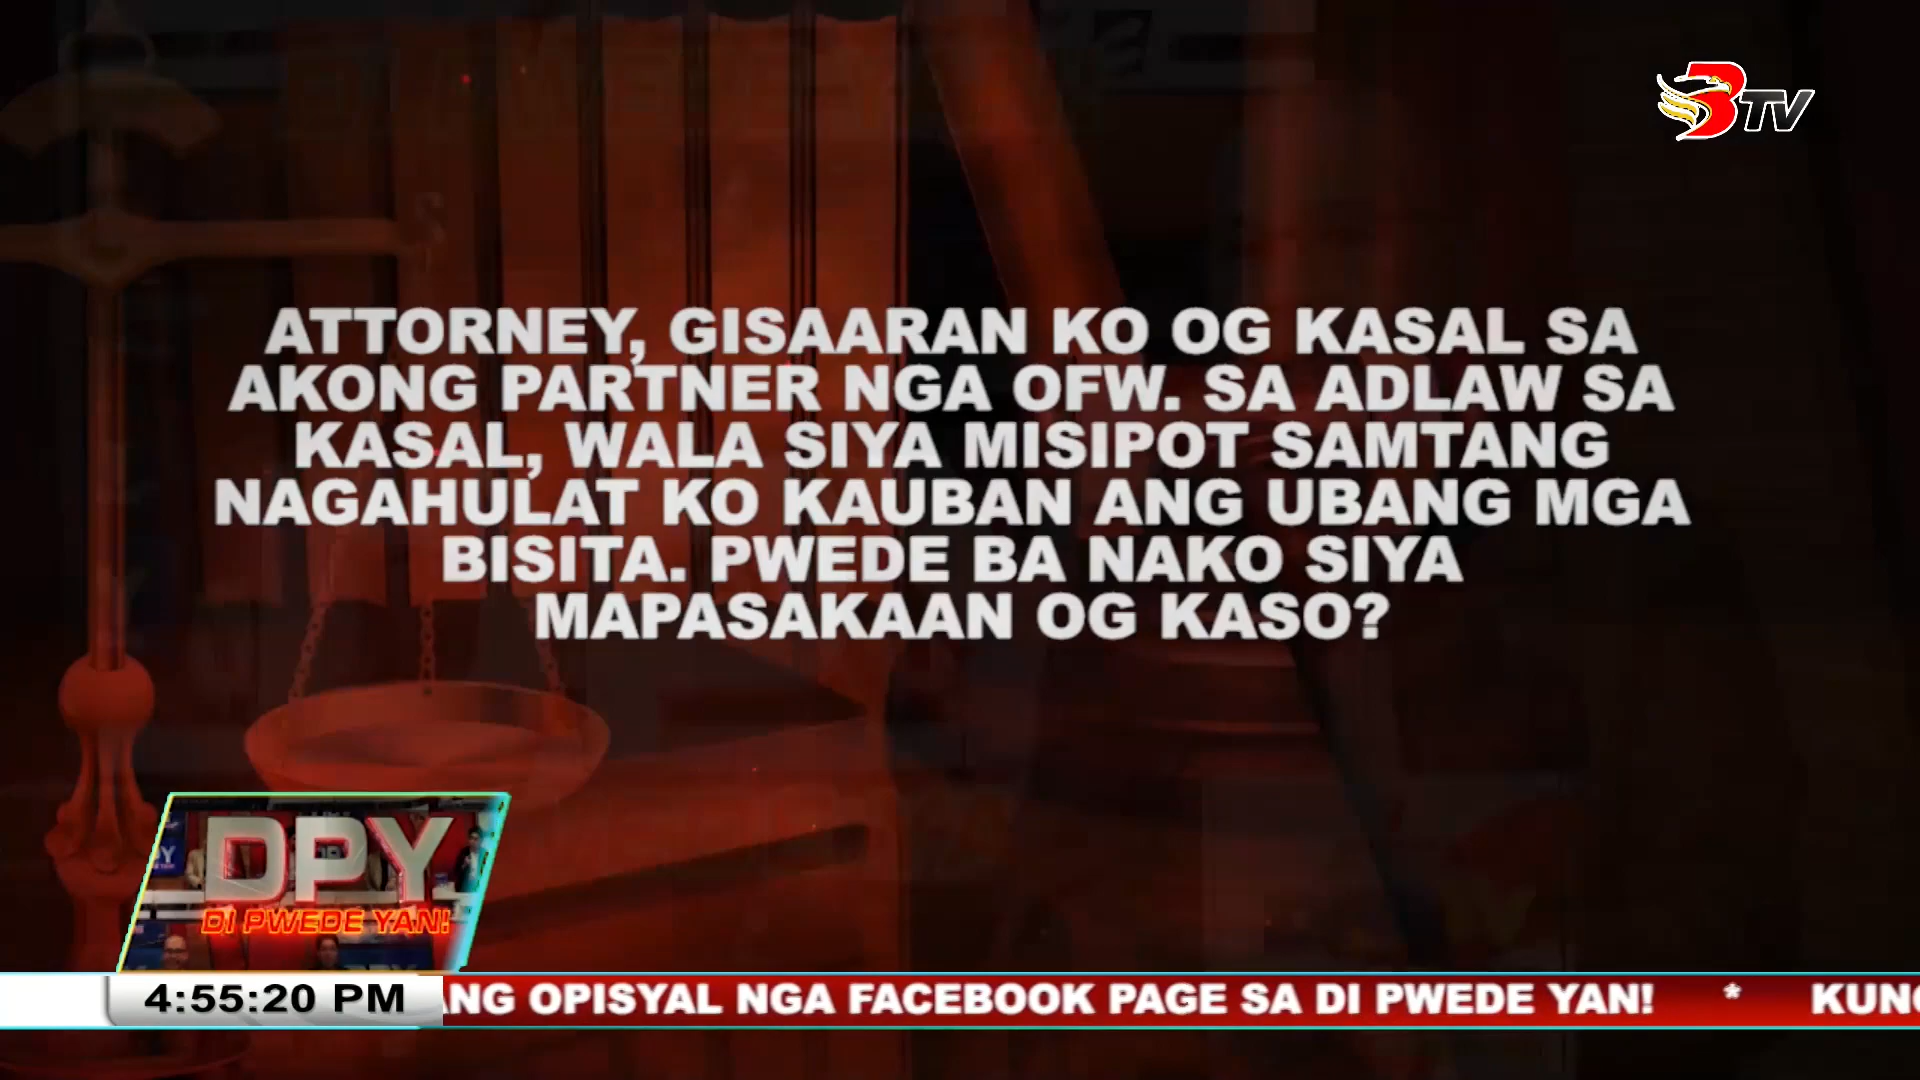 3TV
ATTORNEY, GISAARAN KO OG KASAL SA
AKONG PARTNER NGA OFW. SA ADLAW SA
KASAL, WALA SIYA MISIPOT SAMTANG
NAGAHULAT KO KAUBAN ANG UBANG MGA
BISITA. PWEDE BA NAKO SIYA
MAPASAKAAN OG KASO?
DPY
DI PWEDE YAN!
4:55:20 PM
ANG OPISYAL NGA FACEBOOK PAGE SA DI PWEDE YAN! *